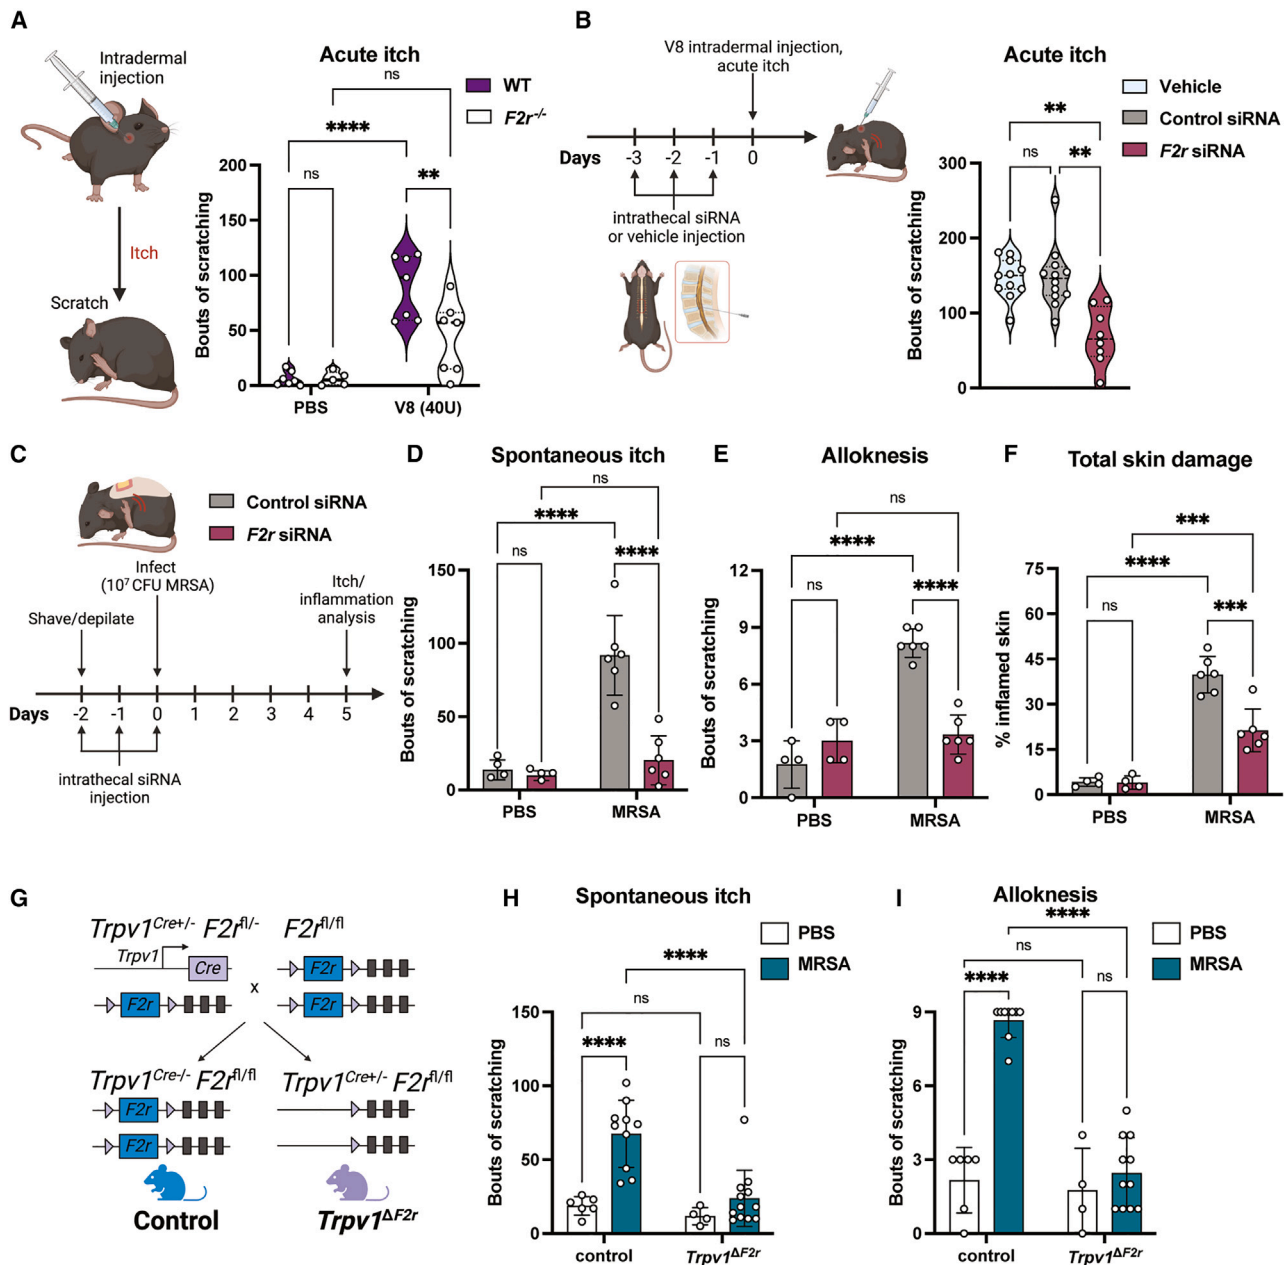 A
Intradermal
injection
Itch
Scratch
Acute itch
ns
WT
F2r-/-
****
ns
**
200
150
100
50
0
Bouts of scratching
PBS
V8 (40U)
B
V8 intradermal injection,
acute itch
Days
-3
-2
-1
0
intrathecal siRNA
or vehicle injection
Acute itch
Vehicle
Control siRNA
F2r siRNA
**
ns
**
300
200
100
0
Bouts of scratching
C
Control siRNA
F2r siRNA
Infect
(10⁷ CFU MRSA)
Shave/depilate
Itch/
inflammation
analysis
Days
-2
-1
0
1
2
3
4
5
intrathecal siRNA
injection
D
Spontaneous itch
ns
****
ns
****
150
100
50
0
Bouts of scratching
PBS
MRSA
E
Alloknesis
ns
****
ns
****
12
9
6
3
0
Bouts of scratching
PBS
MRSA
F
Total skin damage
***
****
ns
***
75
60
45
30
15
0
% inflamed skin
PBS
MRSA
G
Trpv1Cre+/- F2rfl/-
F2rfl/fl
Trpv1
Cre
F2r
F2r
F2r
x
Trpv1Cre-/- F2rfl/fl
Trpv1Cre+/- F2rfl/fl
F2r
F2r
Control
Trpv1ΔF2r
H
Spontaneous itch
PBS
MRSA
****
ns
****
ns
150
100
50
0
Bouts of scratching
control
Trpv1ΔF2r
I
Alloknesis
PBS
MRSA
****
ns
****
ns
9
6
3
0
Bouts of scratching
control
Trpv1ΔF2r